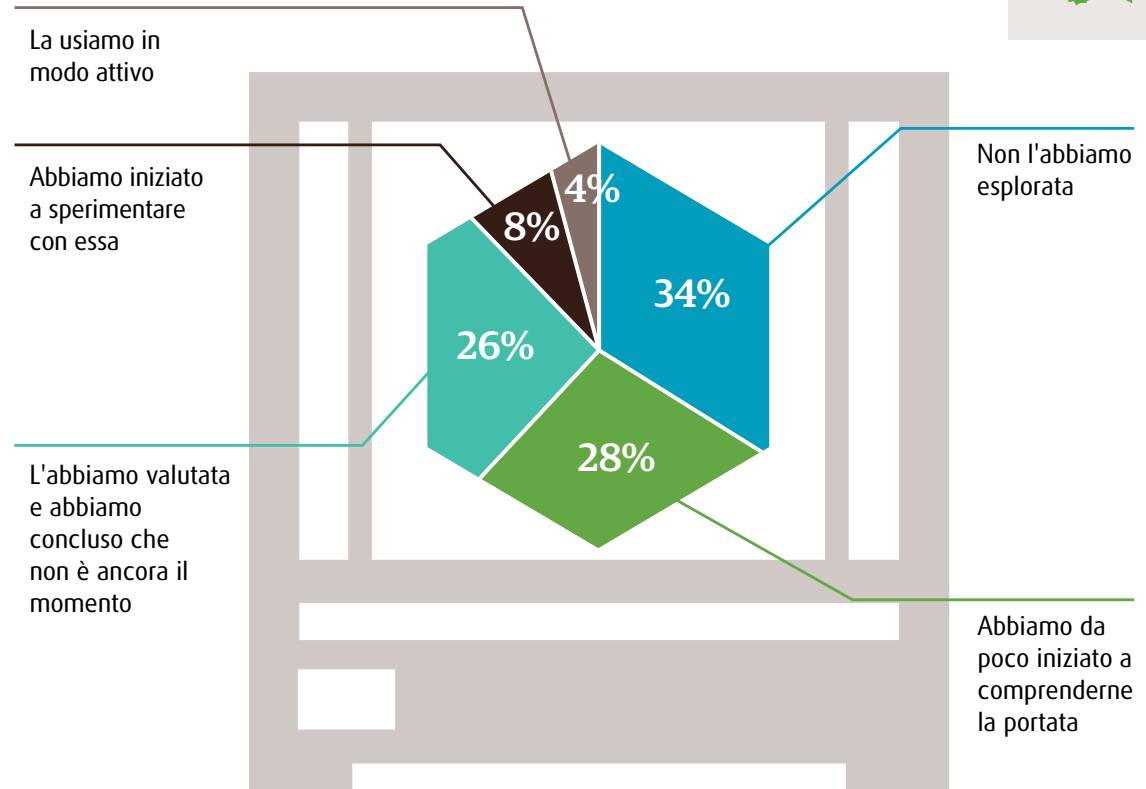 La usiamo in
modo attivo
4%
Abbiamo iniziato
a sperimentare
con essa
8%
Non l'abbiamo
esplorata
34%
26%
L'abbiamo valutata
e abbiamo
concluso che
non è ancora il
momento
28%
Abbiamo da
poco iniziato a
comprenderne
la portata